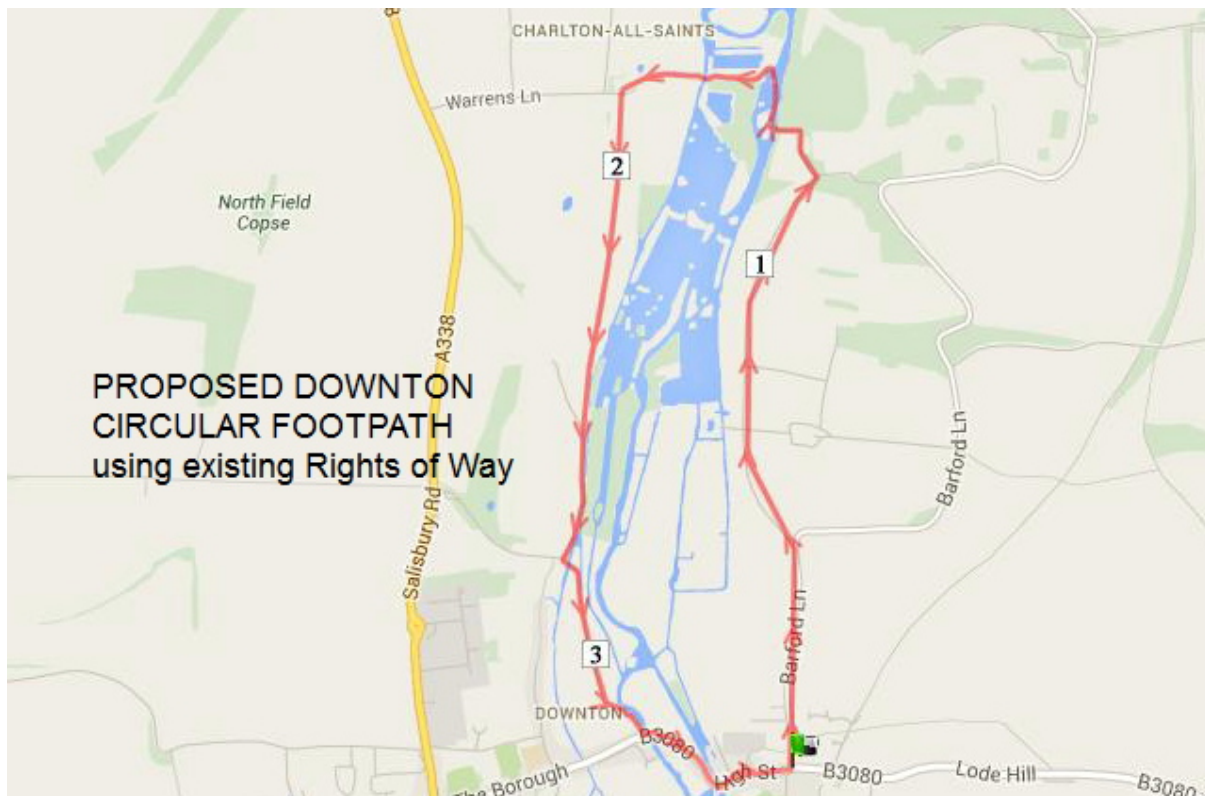 CHARLTON-ALL-SAINTS
Warrens Ln
2
North Field
Copse
1
A338
PROPOSED DOWNTON
CIRCULAR FOOTPATH
using existing Rights of Way
Salisbury Rd
Barford Ln
Barford Ln
3
DOWNTON
B3080
The Borough
High St
B3080
Lode Hill
B3080